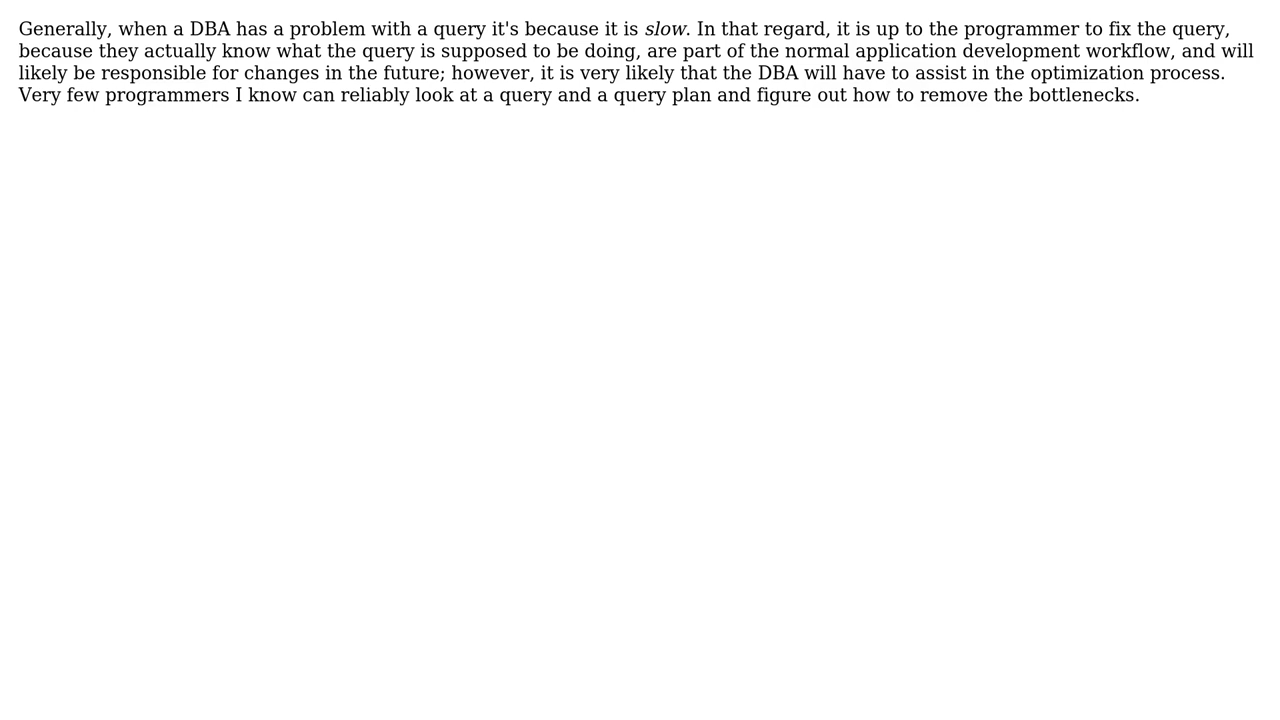 Generally, when a DBA has a problem with a query it's because it is slow. In that regard, it is up to the programmer to fix the query,
because they actually know what the query is supposed to be doing, are part of the normal application development workflow, and will
likely be responsible for changes in the future; however, it is very likely that the DBA will have to assist in the optimization process.
Very few programmers I know can reliably look at a query and a query plan and figure out how to remove the bottlenecks.